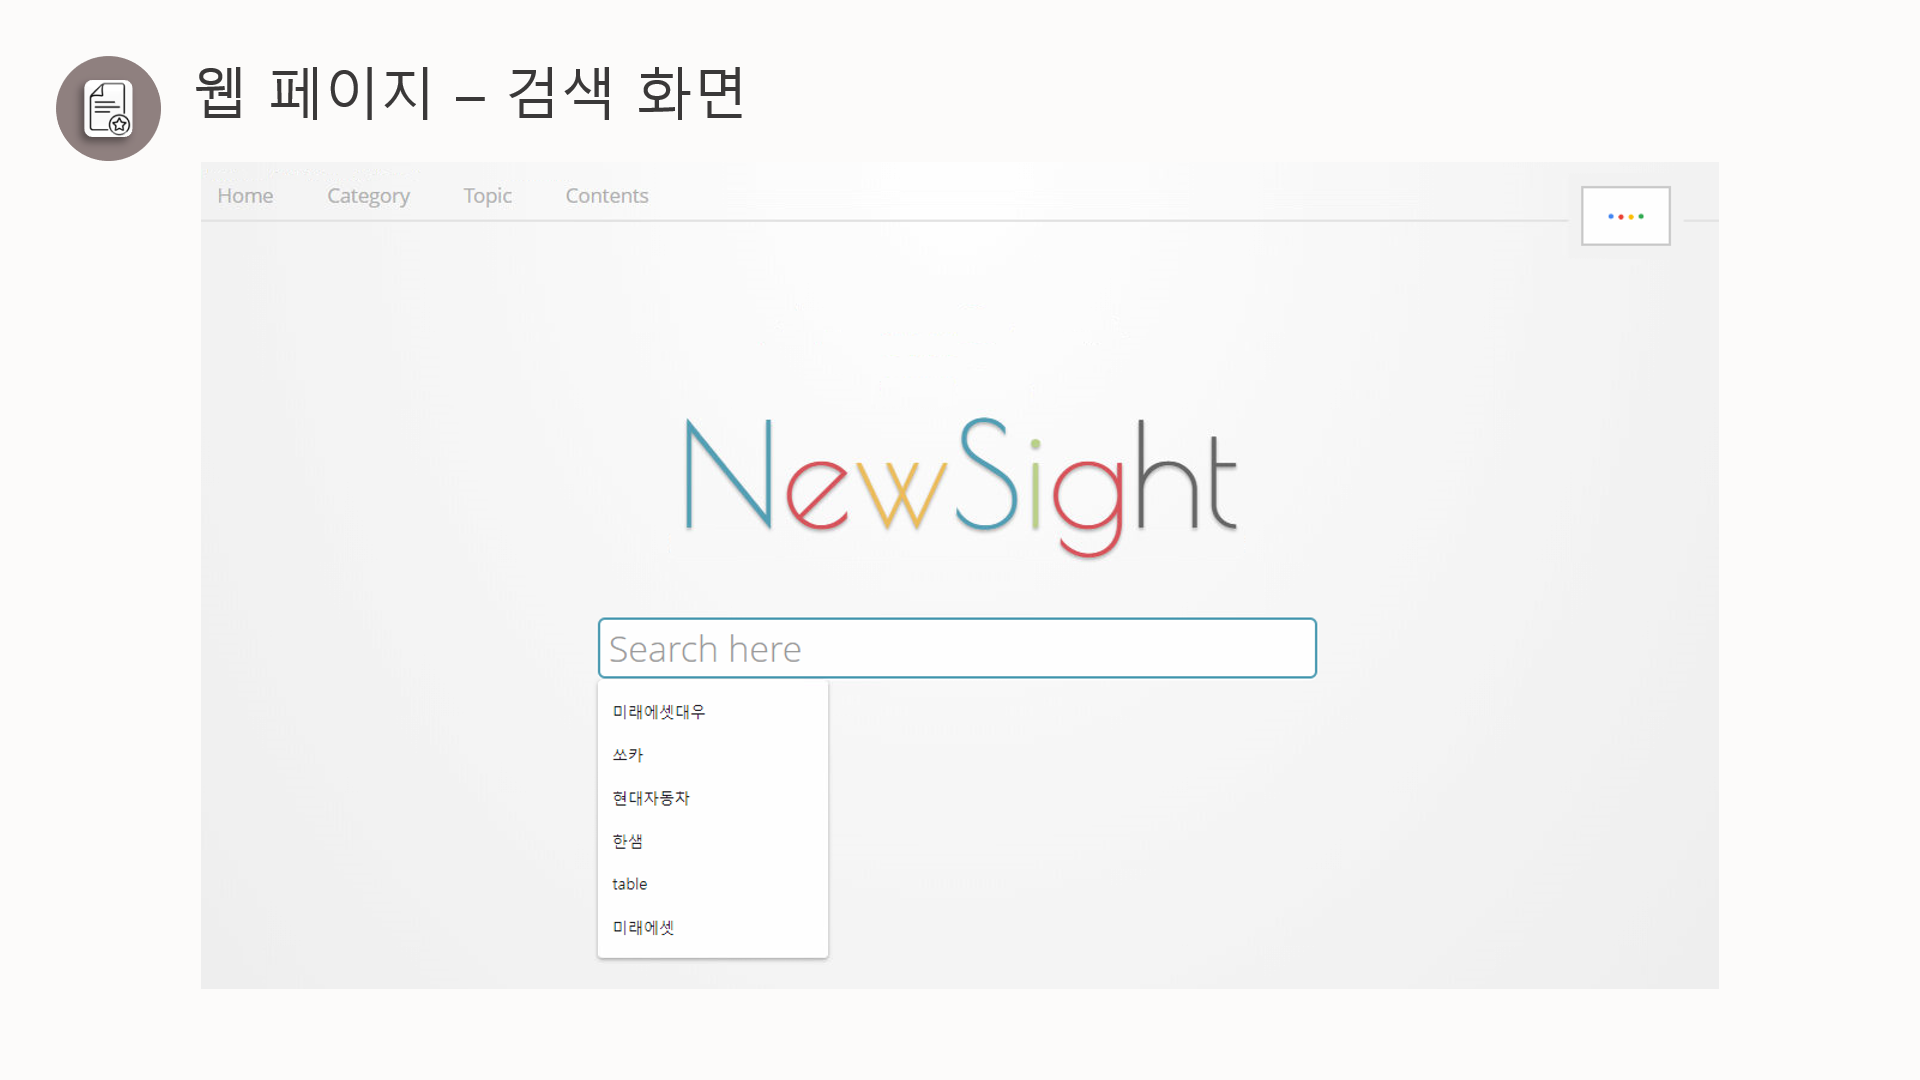 웹 페이지 – 검색 화면
Home Category Topic Contents
NewSight
Search here
미래에셋대우
쏘카
현대자동차
한샘
table
미래에셋